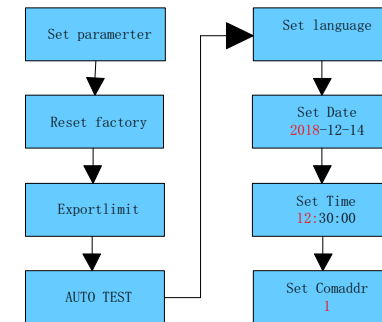 Set paramerter
Reset factory
Exportlimit
AUTO TEST
Set language
Set Date
2018-12-14
Set Time
12:30:00
Set Comaddr
1